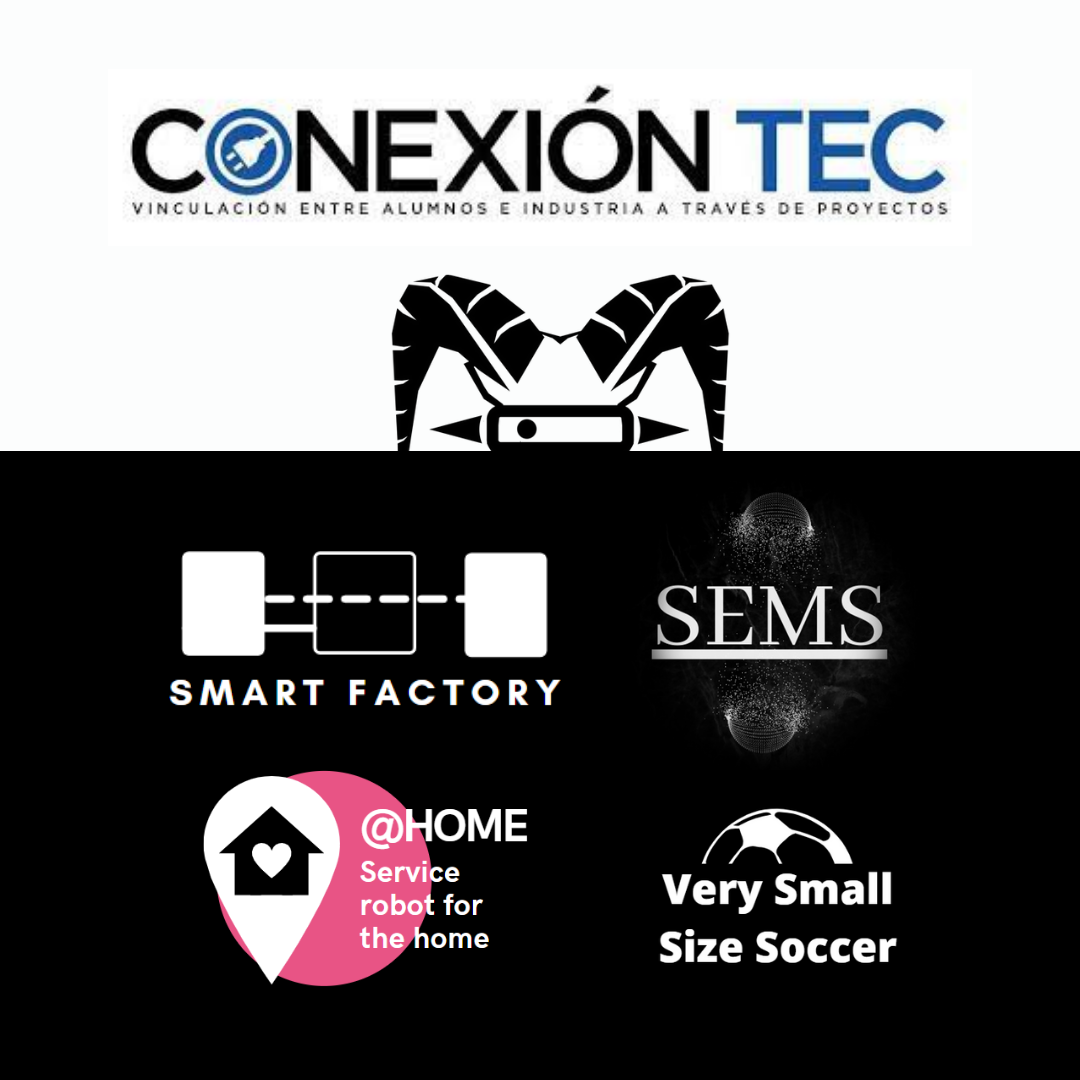 CONEXIÓN TEC
VINCULACIÓN ENTRE ALUMNOS E INDUSTRIA A TRAVÉS DE PROYECTOS
SMART FACTORY
SEMS
@HOME
Service
robot for
the home
Very Small
Size Soccer